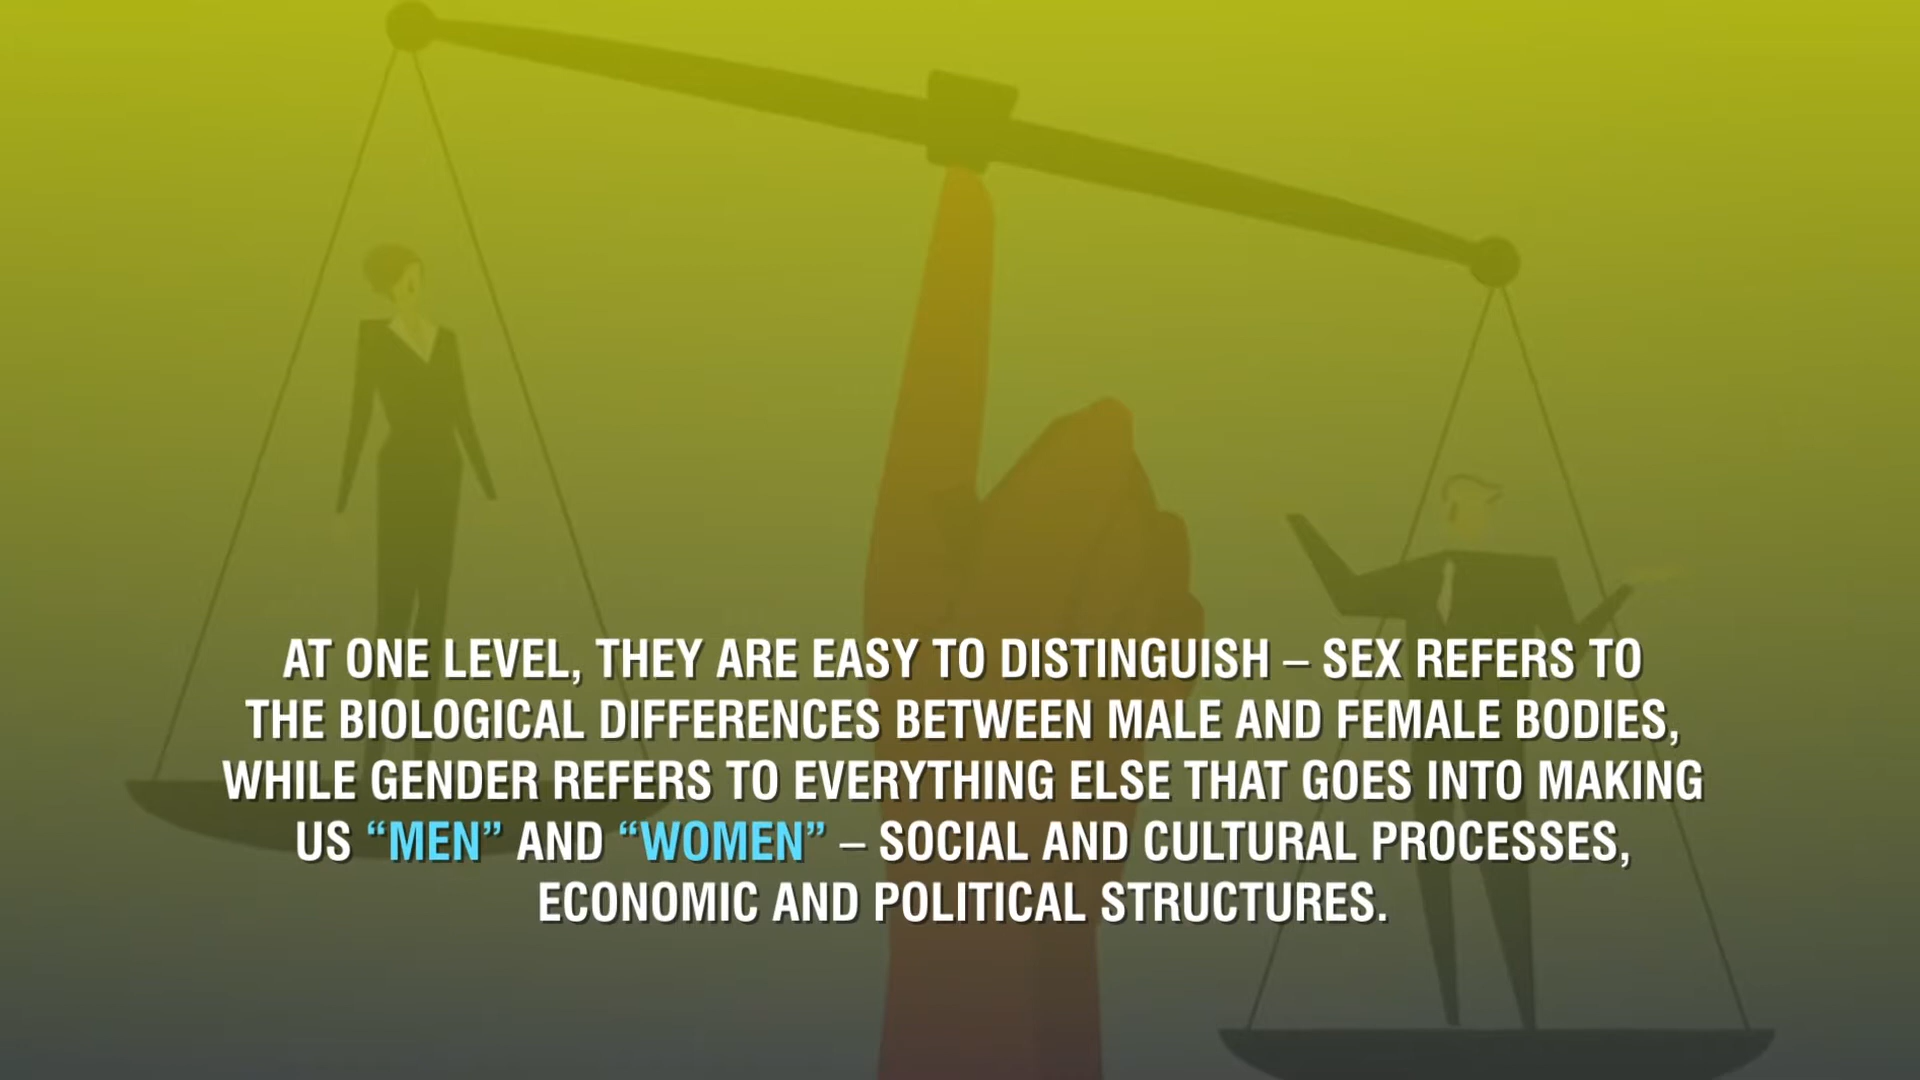 AT ONE LEVEL, THEY ARE EASY TO DISTINGUISH – SEX REFERS TO
THE BIOLOGICAL DIFFERENCES BETWEEN MALE AND FEMALE BODIES,
WHILE GENDER REFERS TO EVERYTHING ELSE THAT GOES INTO MAKING
US “MEN” AND “WOMEN” – SOCIAL AND CULTURAL PROCESSES,
ECONOMIC AND POLITICAL STRUCTURES.